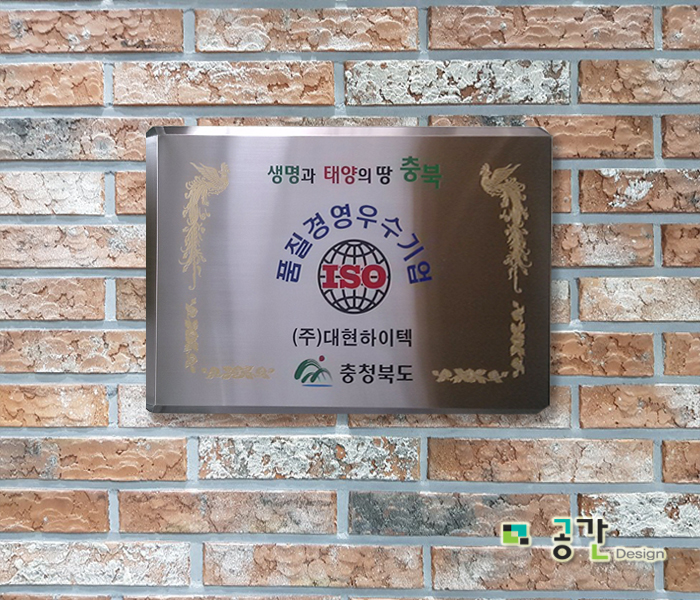 생명과 태양의 땅 충북
품질경영우수기업
ISO
(주)대현하이텍
충청북도
공간 Design